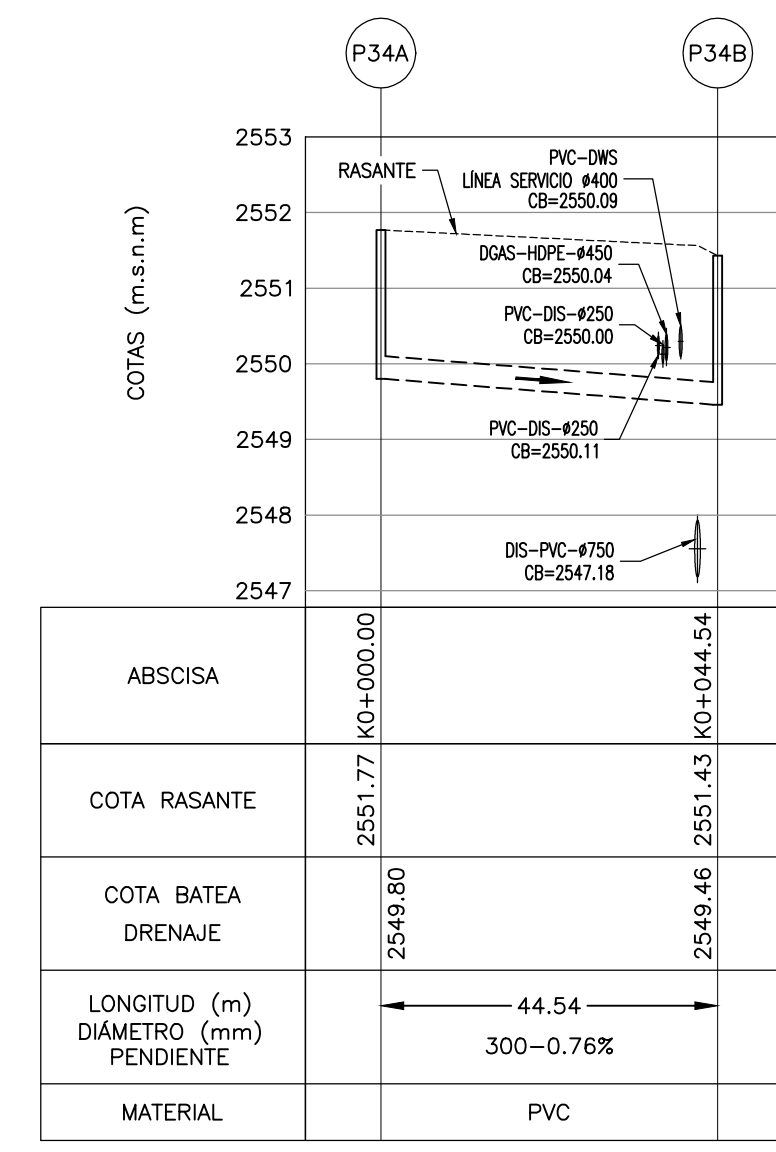 P34A
P34B
COTAS (m.s.n.m)
2553
2552
2551
2550
2549
2548
2547
RASANTE
PVC-DWS
LÍNEA SERVICIO ø400
CB=2550.09
DGAS-HDPE-ø450
CB=2550.04
PVC-DIS-ø250
CB=2550.00
PVC-DIS-ø250
CB=2550.11
DIS-PVC-ø750
CB=2547.18
ABSCISA
K0+000.00
K0+044.54
COTA RASANTE
2551.77
2551.43
COTA BATEA
DRENAJE
2549.80
2549.46
LONGITUD (m)
DIÁMETRO (mm)
PENDIENTE
44.54
300-0.76%
MATERIAL
PVC